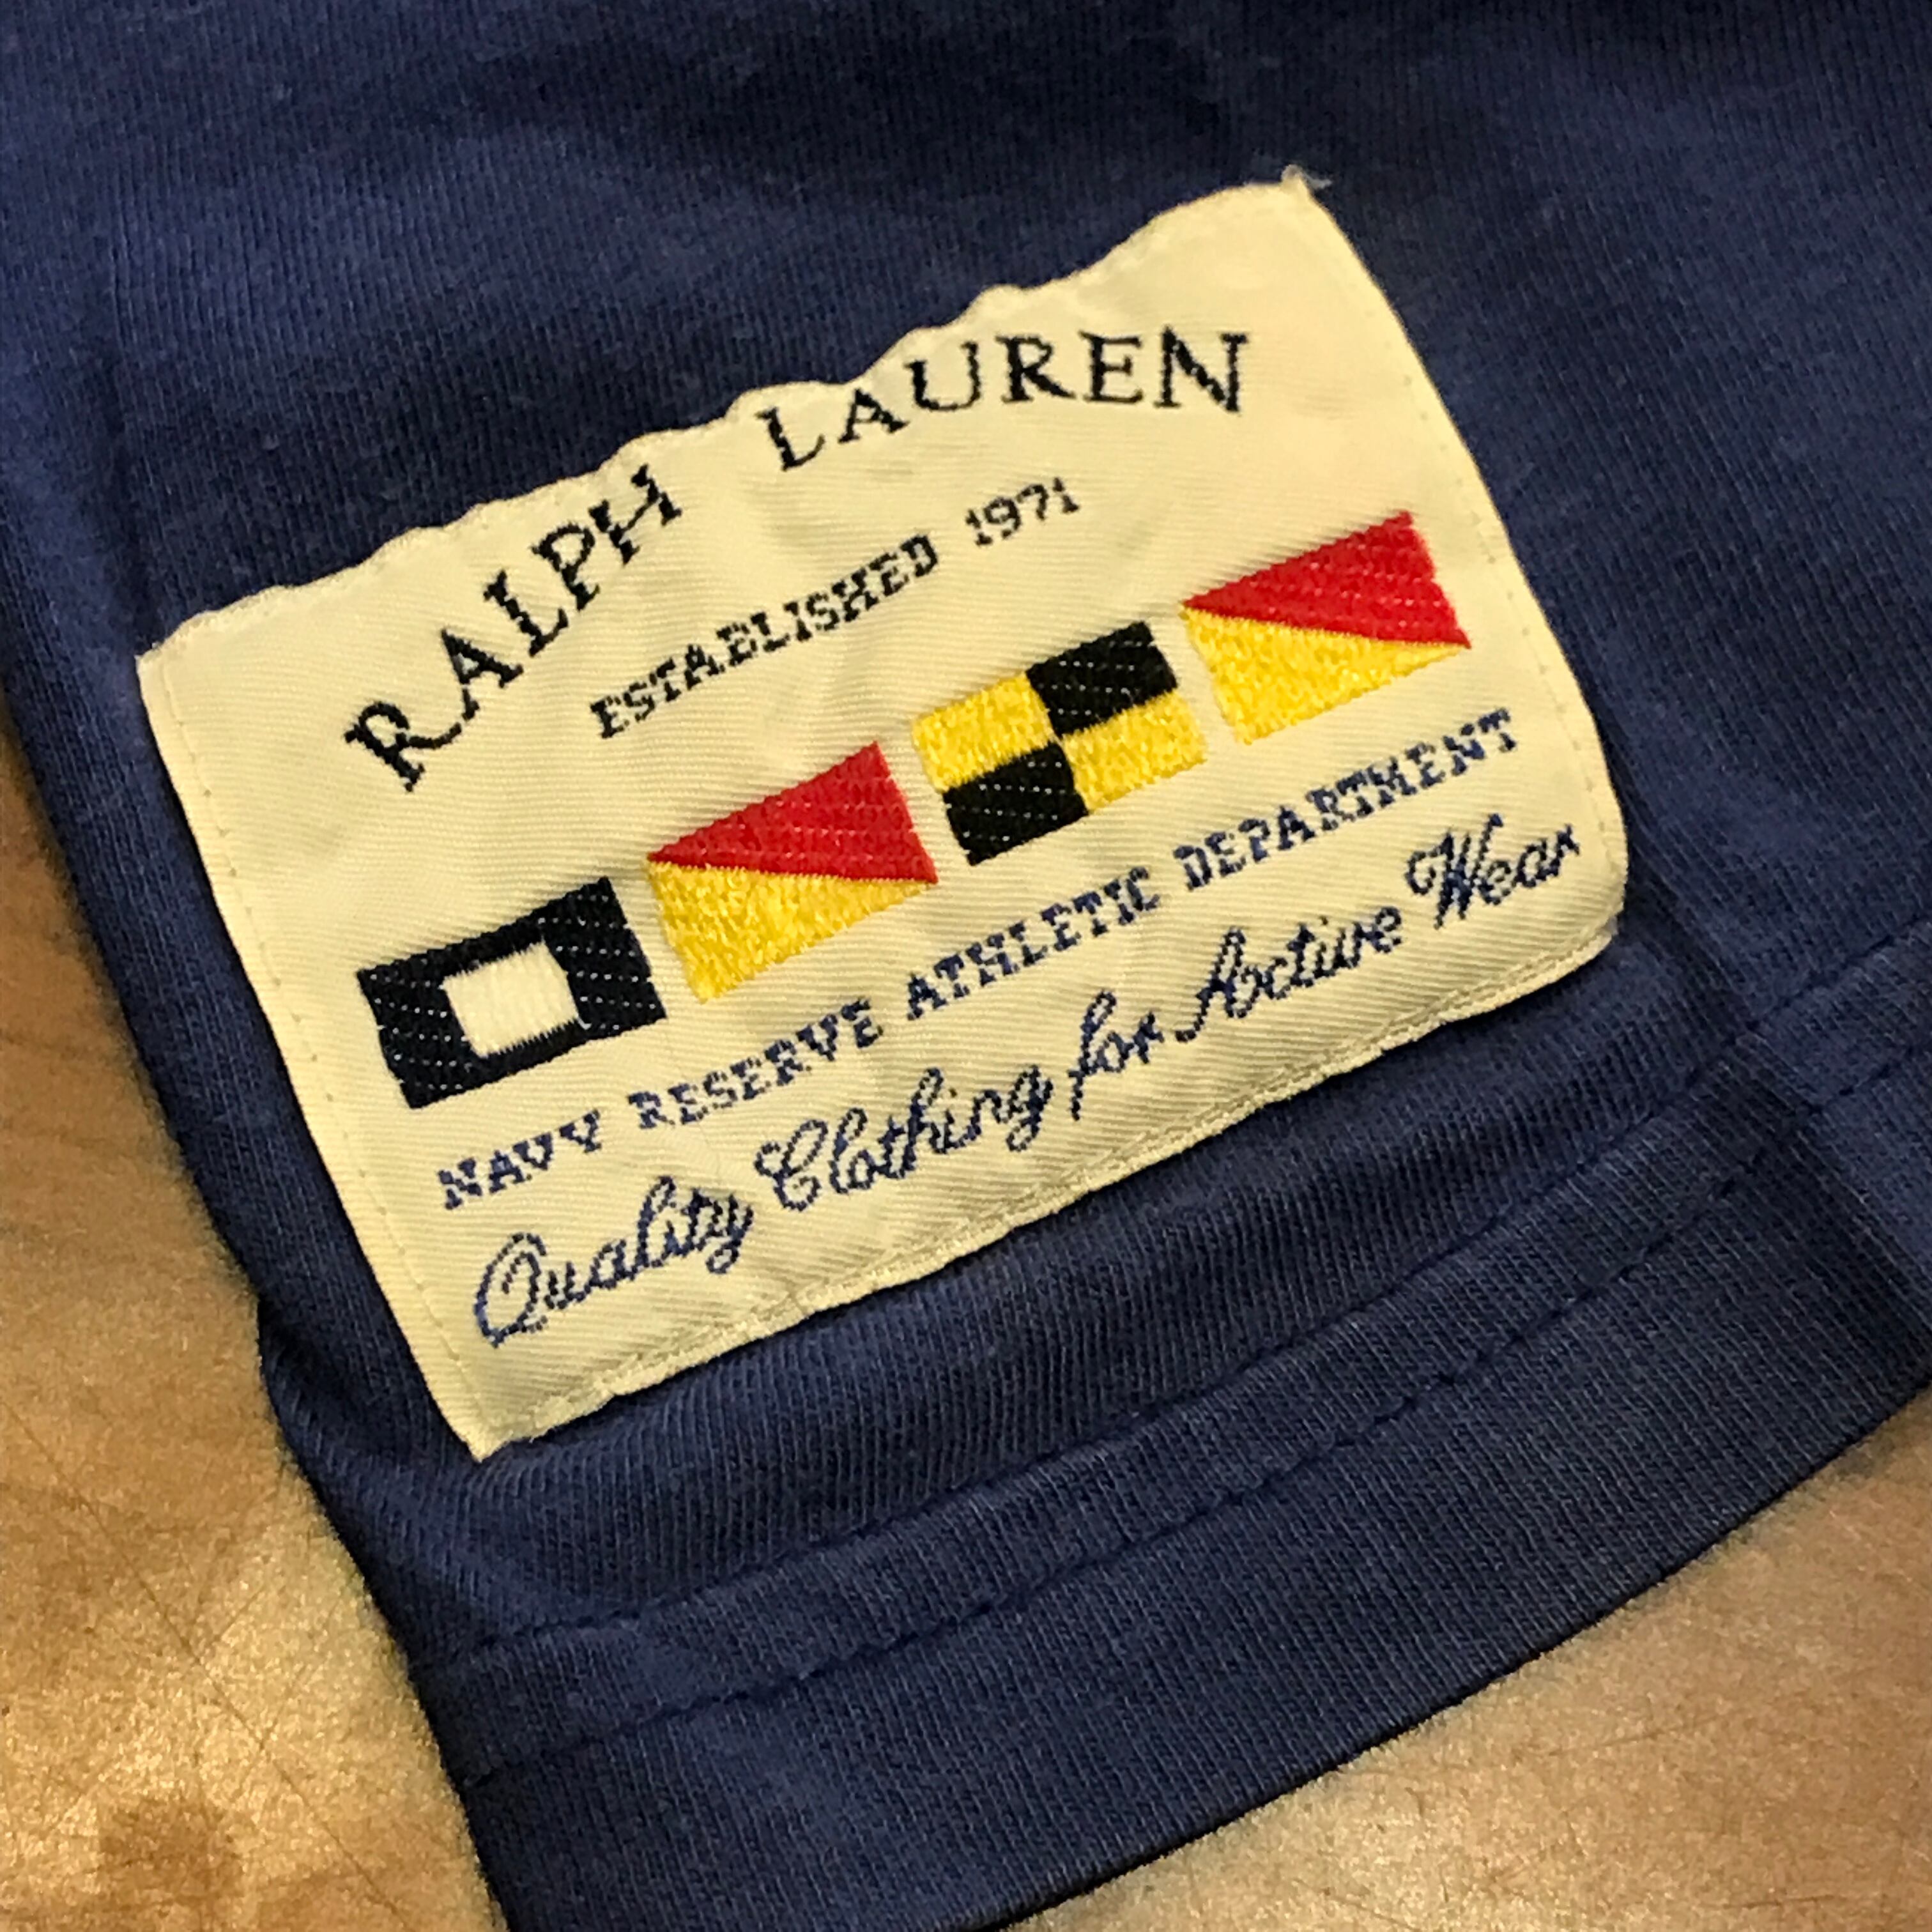 RALPH LAUREN
ESTABLISHED 1971
NAVY RESERVE ATHLETIC DEPARTMENT
Quality Clothing for Active Wear